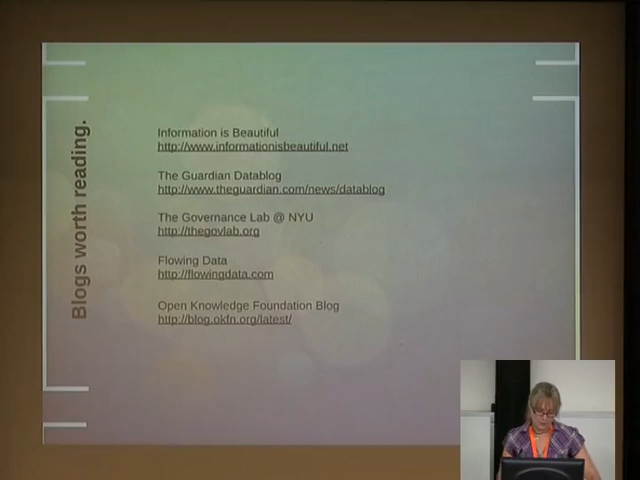 Blogs worth reading.
Information is Beautiful
http://www.informationisbeautiful.net
The Guardian Datablog
http://www.theguardian.com/news/datablog
The Governance Lab @ NYU
http://thegovlab.org
Flowing Data
http://flowingdata.com
Open Knowledge Foundation Blog
http://blog.okfn.org/latest/